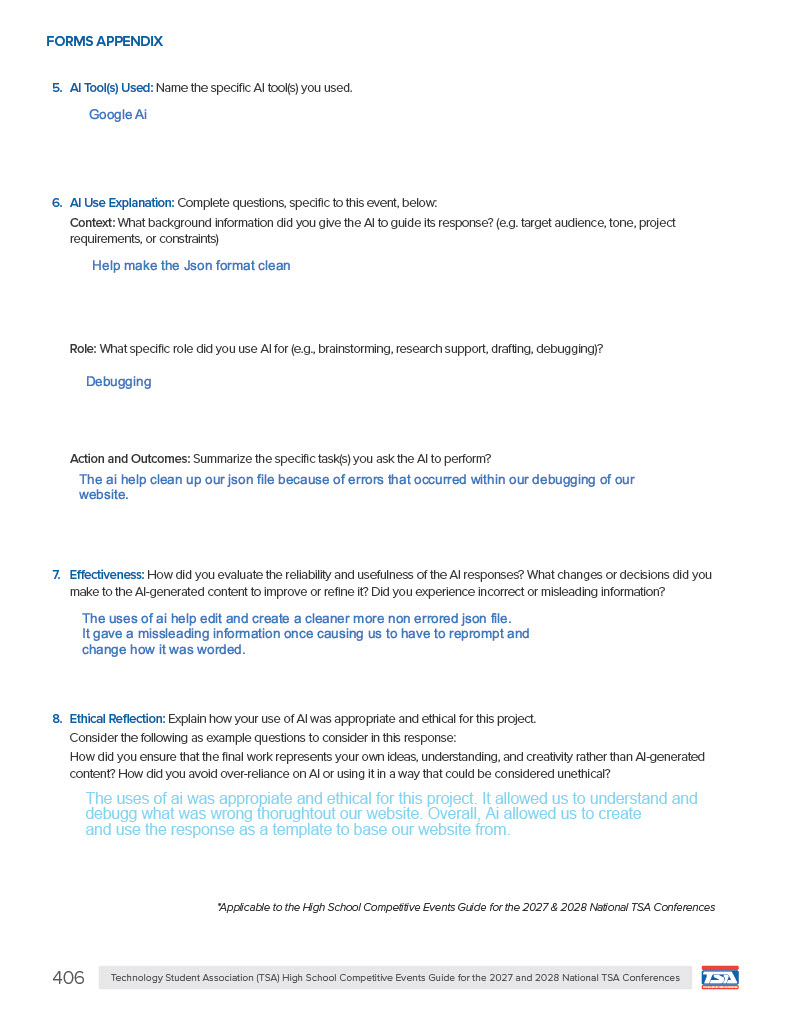 FORMS APPENDIX
5. AI Tool(s) Used: Name the specific AI tool(s) you used.
Google Ai
6. AI Use Explanation: Complete questions, specific to this event, below:
Context: What background information did you give the AI to guide its response? (e.g. target audience, tone, project
requirements, or constraints)
Help make the Json format clean
Role: What specific role did you use AI for (e.g., brainstorming, research support, drafting, debugging)?
Debugging
Action and Outcomes: Summarize the specific task(s) you ask the AI to perform?
The ai help clean up our json file because of errors that occurred within our debugging of our
website.
7. Effectiveness: How did you evaluate the reliability and usefulness of the AI responses? What changes or decisions did you
make to the AI-generated content to improve or refine it? Did you experience incorrect or misleading information?
The uses of ai help edit and create a cleaner more non errored json file.
It gave a missleading information once causing us to have to reprompt and
change how it was worded.
8. Ethical Reflection: Explain how your use of AI was appropriate and ethical for this project.
Consider the following as example questions to consider in this response:
How did you ensure that the final work represents your own ideas, understanding, and creativity rather than AI-generated
content? How did you avoid over-reliance on AI or using it in a way that could be considered unethical?
The uses of ai was appropiate and ethical for this project. It allowed us to understand and
debugg what was wrong thorughtout our website. Overall, Ai allowed us to create
and use the response as a template to base our website from.
*Applicable to the High School Competitive Events Guide for the 2027 & 2028 National TSA Conferences
406 Technology Student Association (TSA) High School Competitive Events Guide for the 2027 and 2028 National TSA Conferences TSA